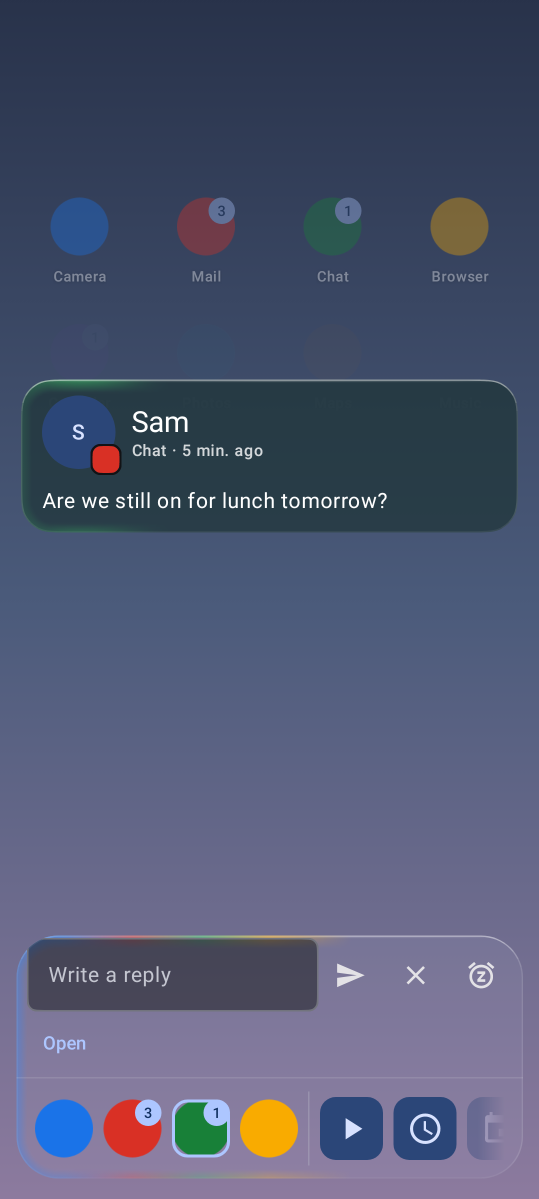 3
1
Camera
Mail
Chat
Browser
S
Sam
Chat · 5 min. ago
Are we still on for lunch tomorrow?
Write a reply
Open
3
1